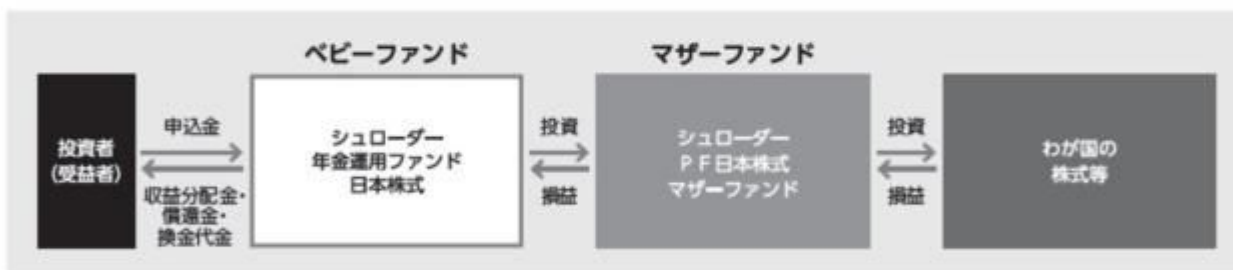 ベビーファンド
マザーファンド
投資者
(受益者)
申込金
収益分配金・
償還金・
換金代金
シュローダー
年金運用ファンド
日本株式
投資
損益
シュローダー
ＰＦ日本株式
マザーファンド
投資
損益
わが国の
株式等